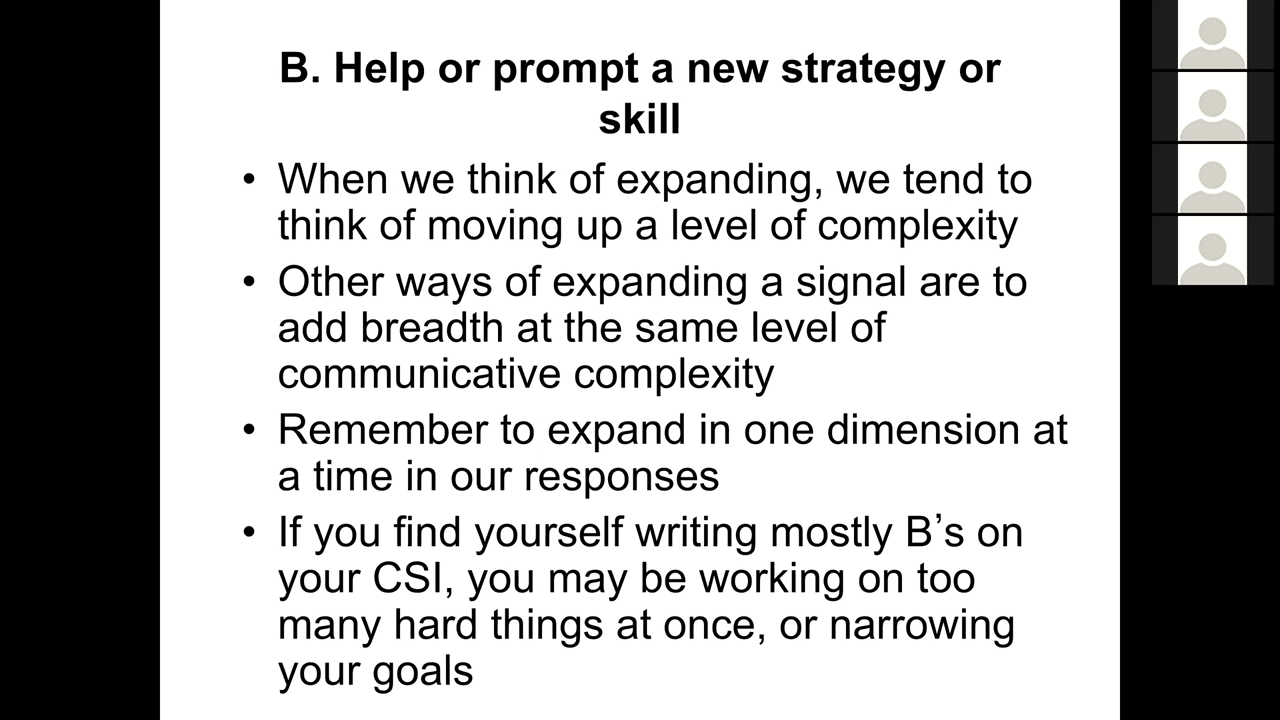 B. Help or prompt a new strategy or
skill
• When we think of expanding, we tend to
think of moving up a level of complexity
• Other ways of expanding a signal are to
add breadth at the same level of
communicative complexity
• Remember to expand in one dimension at
a time in our responses
• If you find yourself writing mostly B’s on
your CSI, you may be working on too
many hard things at once, or narrowing
your goals